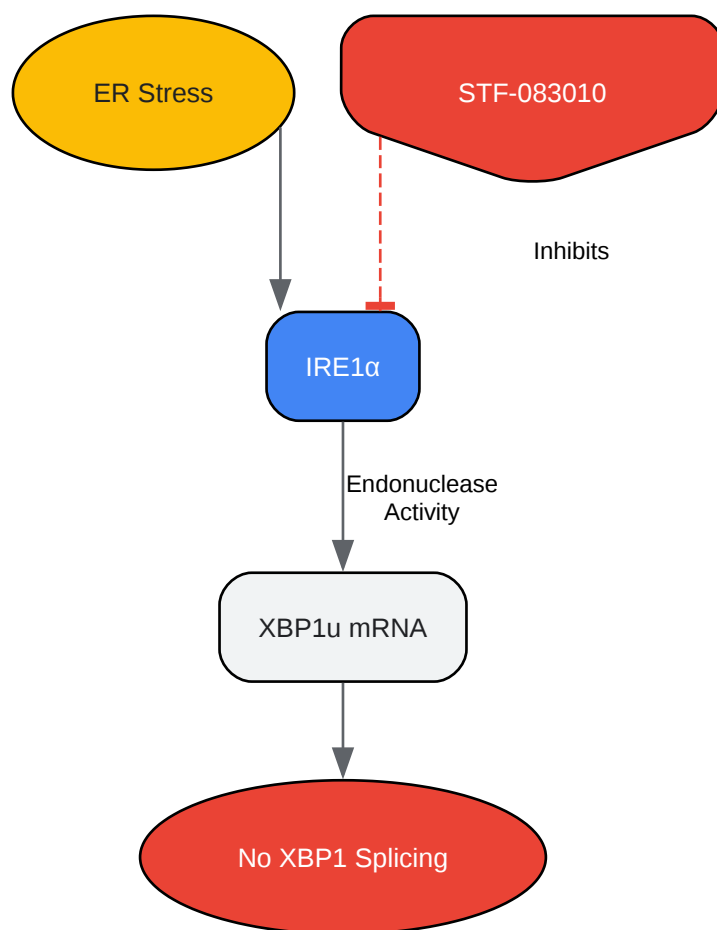 ER Stress
STF-083010
Inhibits
IRE1α
Endonuclease
Activity
XBP1u mRNA
No XBP1 Splicing